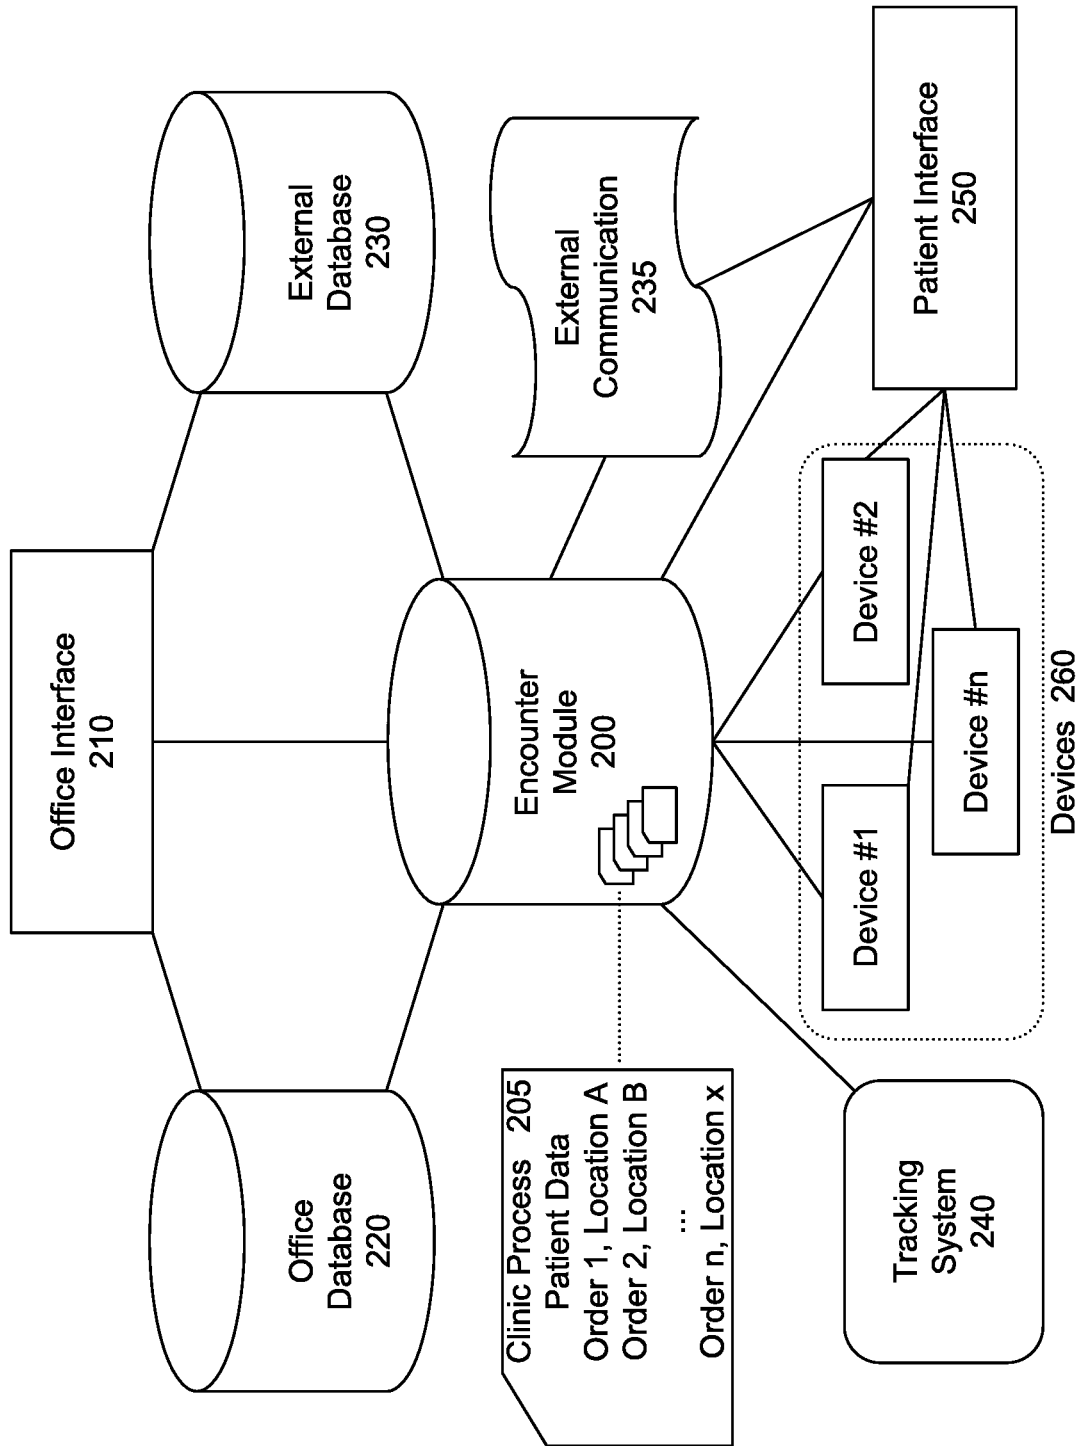 Office Interface
210
Office
Database
220
External
Database
230
Encounter
Module
200
Clinic Process 205
Patient Data
Order 1, Location A
Order 2, Location B
...
Order n, Location x
External
Communication
235
Tracking
System
240
Device #1
Device #2
Device #n
Devices 260
Patient Interface
250